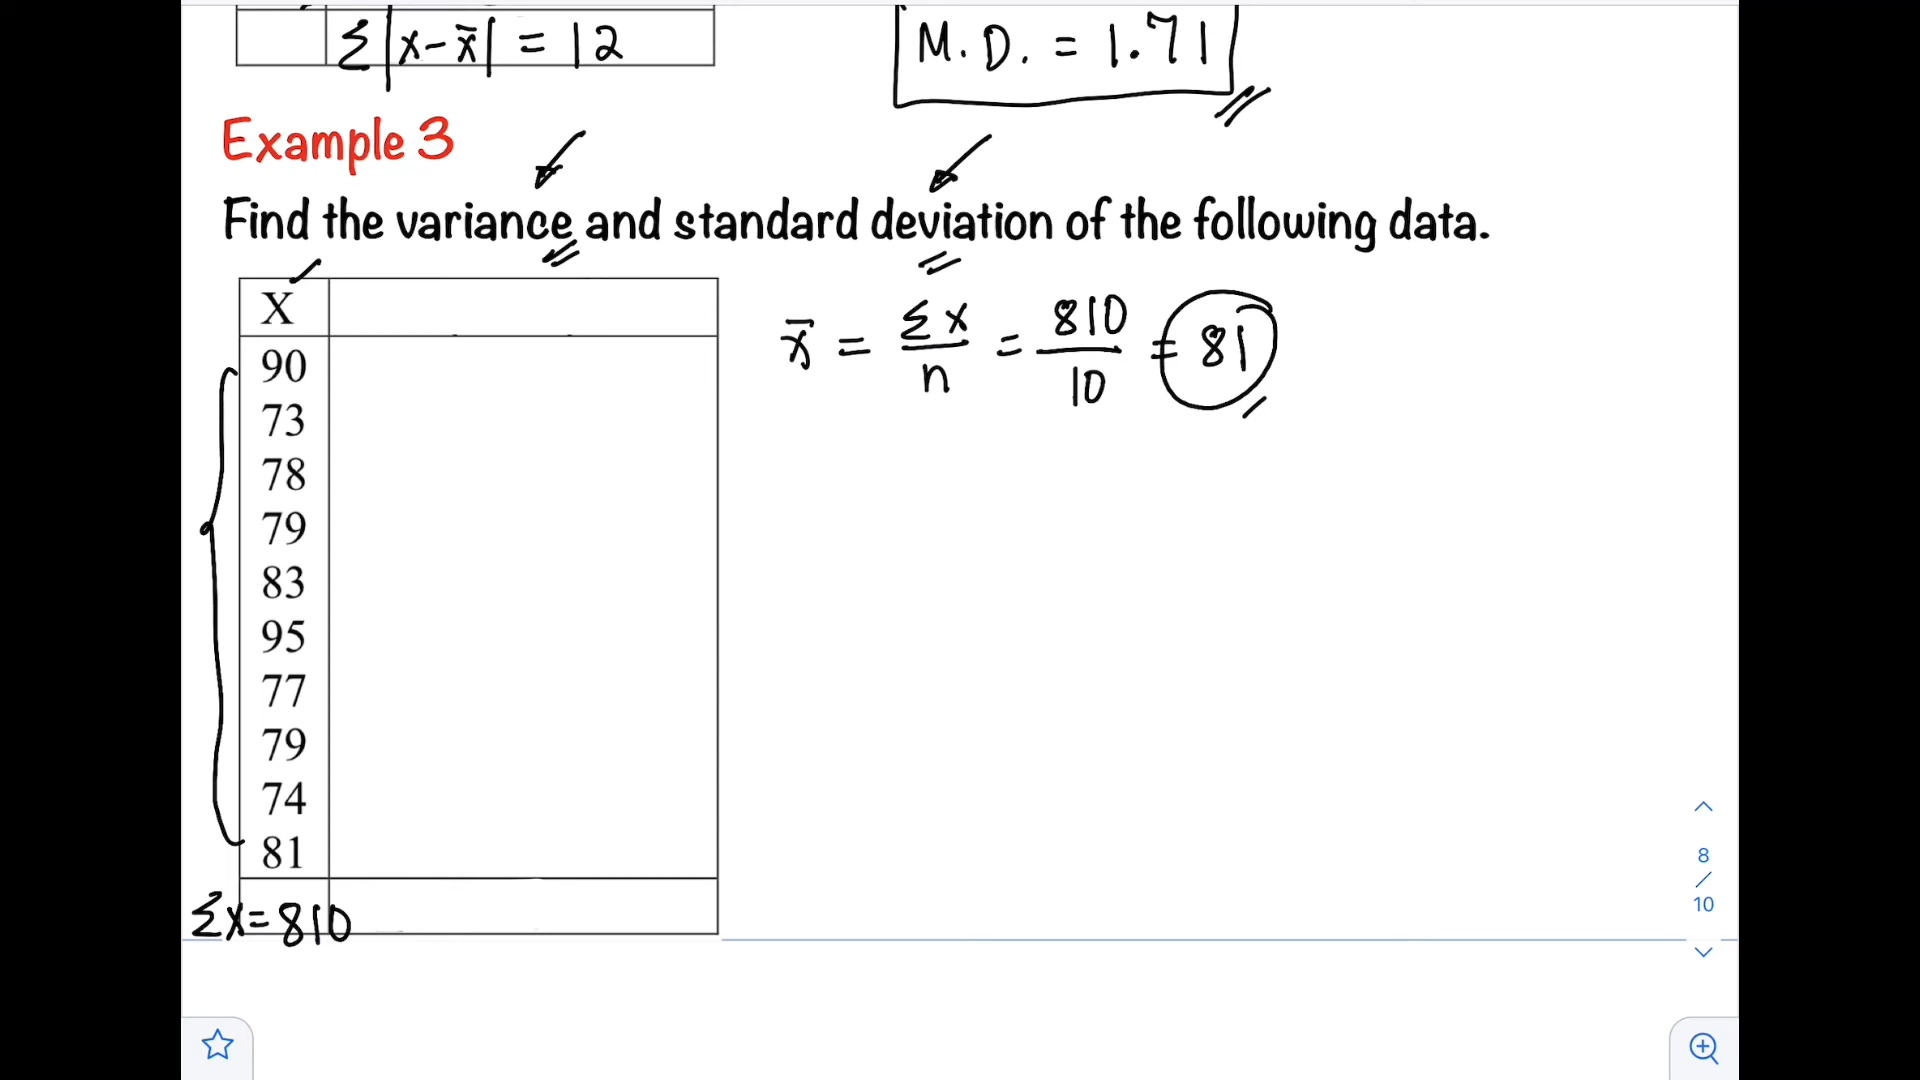 Σ|x-x̄| = 12
M.D. = 1.71
Example 3
Find the variance and standard deviation of the following data.
X
90
73
78
79
83
95
77
79
74
81
Σx=810
x̄ = Σx/n = 810/10 = 81
8
/
10